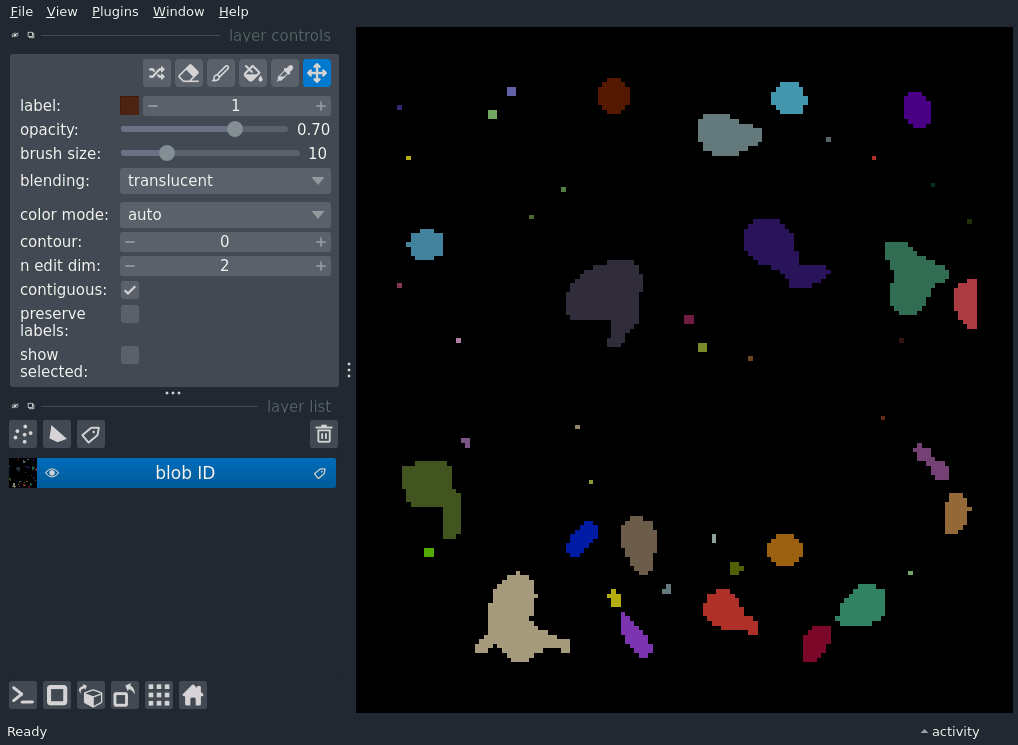 File View Plugins Window Help
layer controls
label: 1
opacity: 0.70
brush size: 10
blending: translucent
color mode: auto
contour: 0
n edit dim: 2
contiguous:
preserve
labels:
show
selected:
layer list
blob ID
Ready
activity